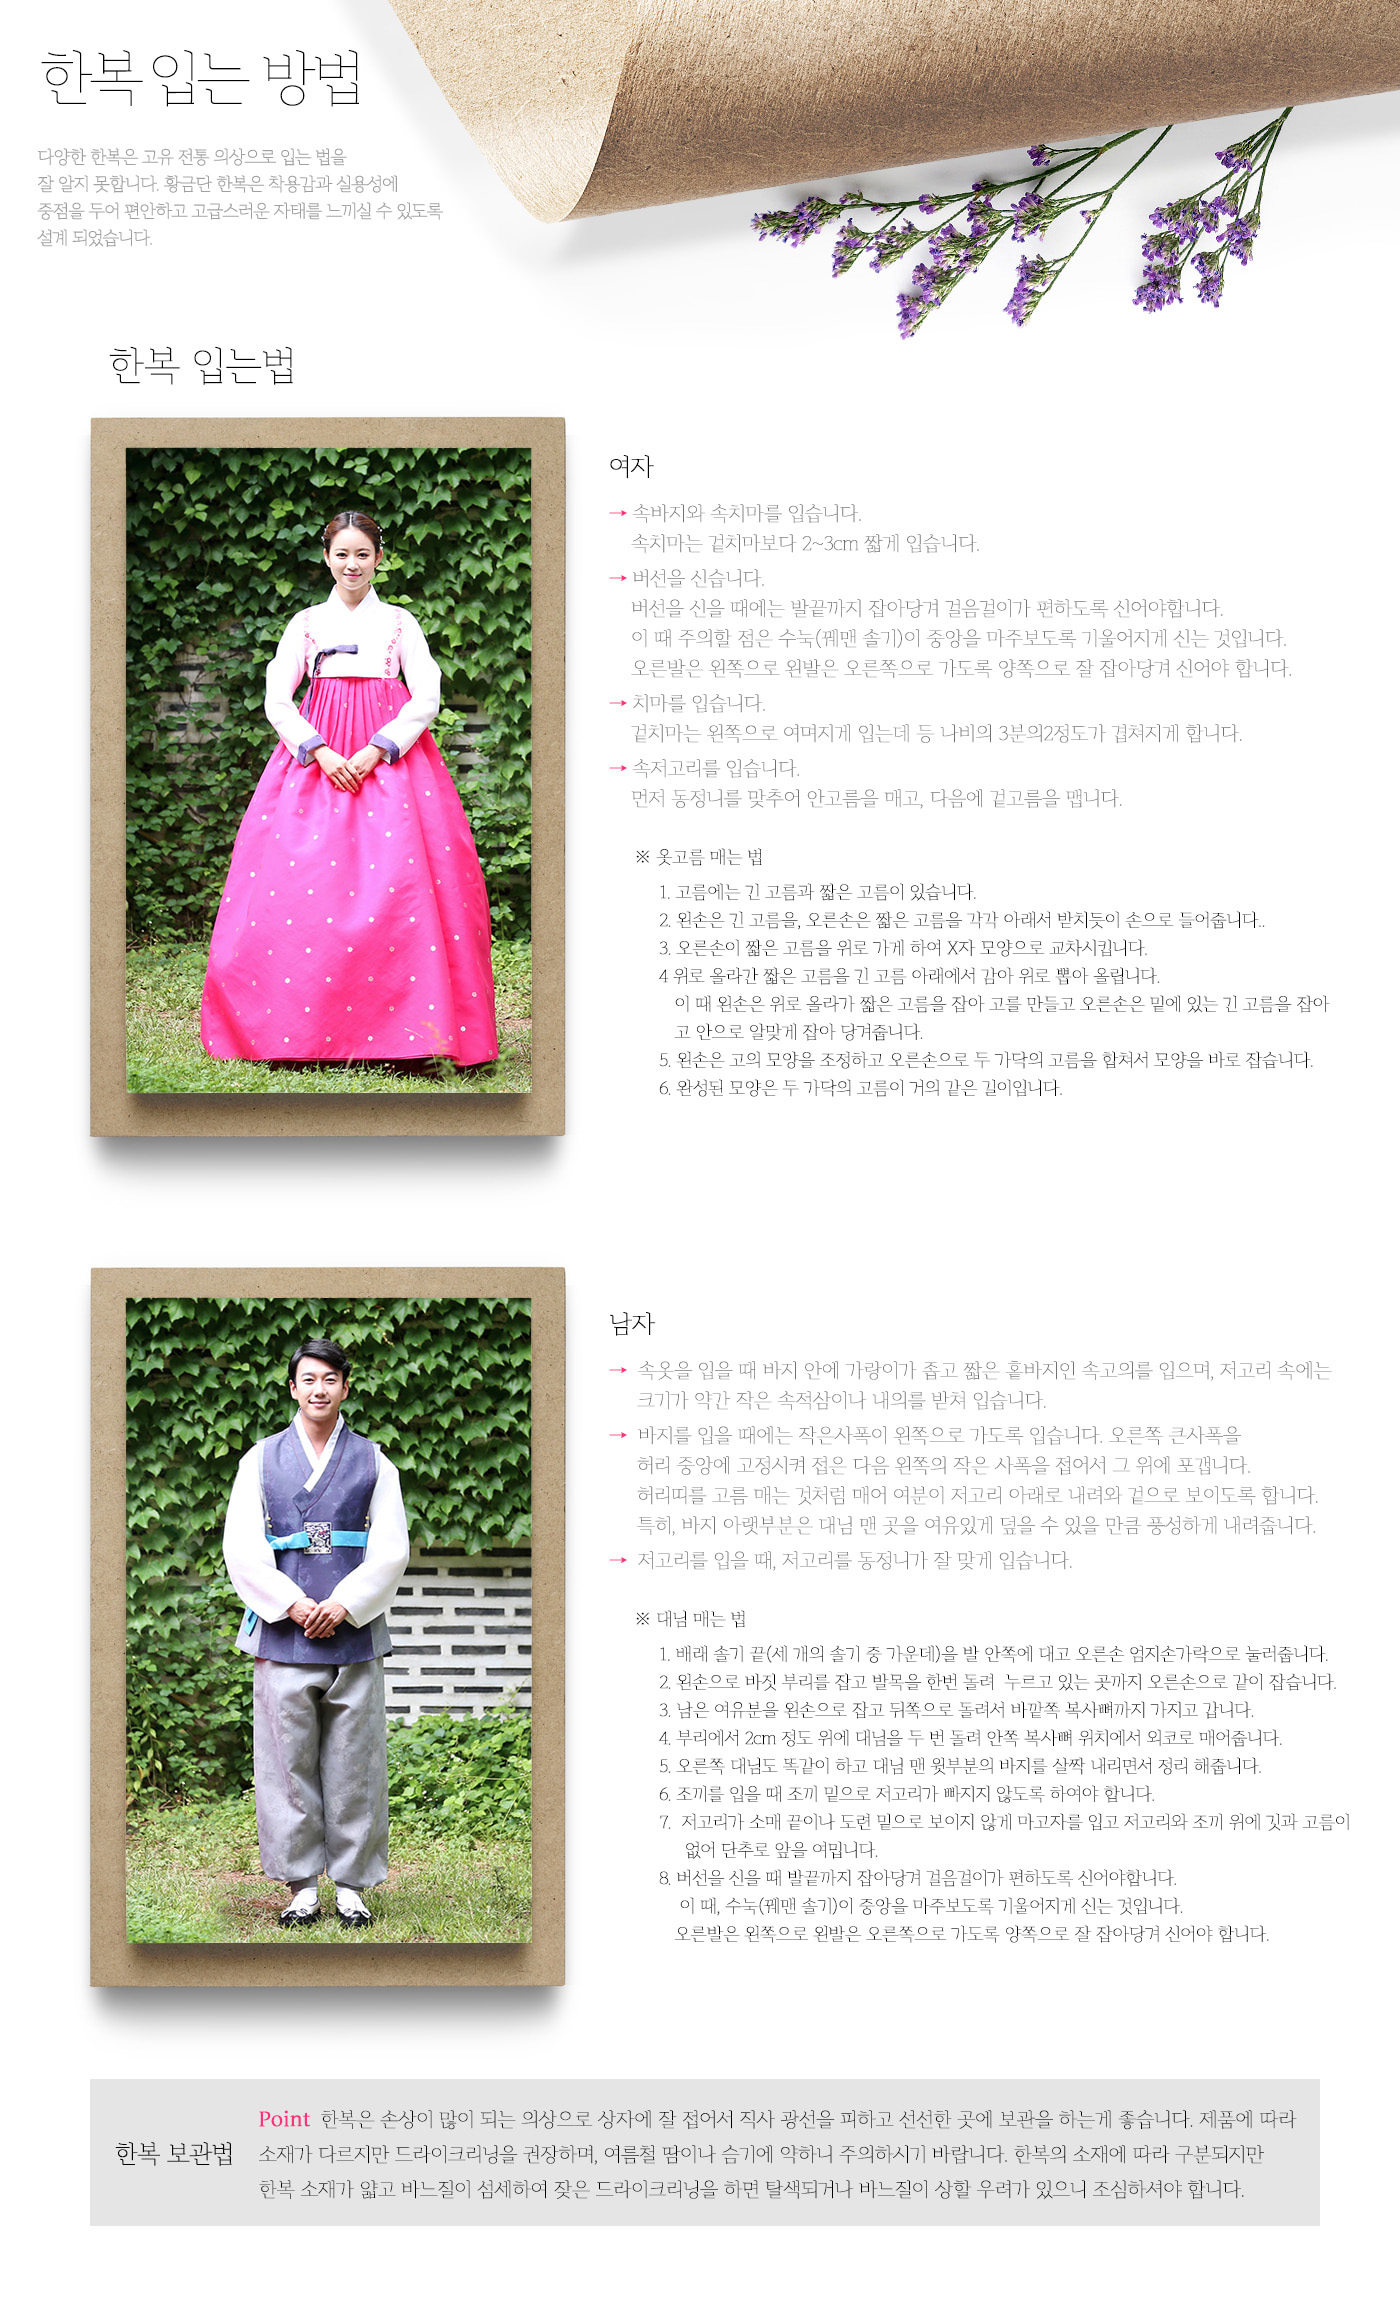 한복 입는 방법
다양한 한복은 고유 전통 의상으로 입는 법을
잘 알지 못합니다. 황금단 한복은 착용감과 실용성에
중점을 두어 편안하고 고급스러운 자태를 느끼실 수 있도록
설계 되었습니다.
한복 입는법
여자
→ 속바지와 속치마를 입습니다.
속치마는 겉치마보다 2~3cm 짧게 입습니다.
→ 버선을 신습니다.
버선을 신을 때에는 발끝까지 잡아당겨 걸음걸이가 편하도록 신어야합니다.
이 때 주의할 점은 수눅(꿰맨 솔기)이 중앙을 마주보도록 기울어지게 신는 것입니다.
오른발은 왼쪽으로 왼발은 오른쪽으로 가도록 양쪽으로 잘 잡아당겨 신어야 합니다.
→ 치마를 입습니다.
겉치마는 왼쪽으로 여며지게 입는데 등 나비의 3분의2정도가 겹쳐지게 합니다.
→ 속저고리를 입습니다.
먼저 동정니를 맞추어 안고름을 매고, 다음에 겉고름을 맵니다.
※ 옷고름 매는 법
1. 고름에는 긴 고름과 짧은 고름이 있습니다.
2. 왼손은 긴 고름을, 오른손은 짧은 고름을 각각 아래서 받치듯이 손으로 들어줍니다..
3. 오른손이 짧은 고름을 위로 가게 하여 X자 모양으로 교차시킵니다.
4 위로 올라간 짧은 고름을 긴 고름 아래에서 감아 위로 뽑아 올립니다.
이 때 왼손은 위로 올라가 짧은 고름을 잡아 고를 만들고 오른손은 밑에 있는 긴 고름을 잡아
고 안으로 알맞게 잡아 당겨줍니다.
5. 왼손은 고의 모양을 조정하고 오른손으로 두 가닥의 고름을 합쳐서 모양을 바로 잡습니다.
6. 완성된 모양은 두 가닥의 고름이 거의 같은 길이입니다.
남자
→ 속옷을 입을 때 바지 안에 가랑이가 좁고 짧은 홑바지인 속고의를 입으며, 저고리 속에는
크기가 약간 작은 속적삼이나 내의를 받쳐 입습니다.
→ 바지를 입을 때에는 작은사폭이 왼쪽으로 가도록 입습니다. 오른쪽 큰사폭을
허리 중앙에 고정시켜 접은 다음 왼쪽의 작은 사폭을 접어서 그 위에 포갭니다.
허리띠를 고름 매는 것처럼 매어 여분이 저고리 아래로 내려와 겉으로 보이도록 합니다.
특히, 바지 아랫부분은 대님 맨 곳을 여유있게 덮을 수 있을 만큼 풍성하게 내려줍니다.
→ 저고리를 입을 때, 저고리를 동정니가 잘 맞게 입습니다.
※ 대님 매는 법
1. 배래 솔기 끝(세 개의 솔기 중 가운데)을 발 안쪽에 대고 오른손 엄지손가락으로 눌러줍니다.
2. 왼손으로 바짓 부리를 잡고 발목을 한번 돌려 누르고 있는 곳까지 오른손으로 같이 잡습니다.
3. 남은 여유분을 왼손으로 잡고 뒤쪽으로 돌려서 바깥쪽 복사뼈까지 가지고 갑니다.
4. 부리에서 2cm 정도 위에 대님을 두 번 돌려 안쪽 복사뼈 위치에서 외코로 매어줍니다.
5. 오른쪽 대님도 똑같이 하고 대님 맨 윗부분의 바지를 살짝 내리면서 정리 해줍니다.
6. 조끼를 입을 때 조끼 밑으로 저고리가 빠지지 않도록 하여야 합니다.
7. 저고리가 소매 끝이나 도련 밑으로 보이지 않게 마고자를 입고 저고리와 조끼 위에 깃과 고름이
없어 단추로 앞을 여밉니다.
8. 버선을 신을 때 발끝까지 잡아당겨 걸음걸이가 편하도록 신어야합니다.
이 때, 수눅(꿰맨 솔기)이 중앙을 마주보도록 기울어지게 신는 것입니다.
오른발은 왼쪽으로 왼발은 오른쪽으로 가도록 양쪽으로 잘 잡아당겨 신어야 합니다.
한복 보관법
Point 한복은 손상이 많이 되는 의상으로 상자에 잘 접어서 직사 광선을 피하고 선선한 곳에 보관을 하는게 좋습니다. 제품에 따라
소재가 다르지만 드라이크리닝을 권장하며, 여름철 땀이나 습기에 약하니 주의하시기 바랍니다. 한복의 소재에 따라 구분되지만
한복 소재가 얇고 바느질이 섬세하여 잦은 드라이크리닝을 하면 탈색되거나 바느질이 상할 우려가 있으니 조심하셔야 합니다.